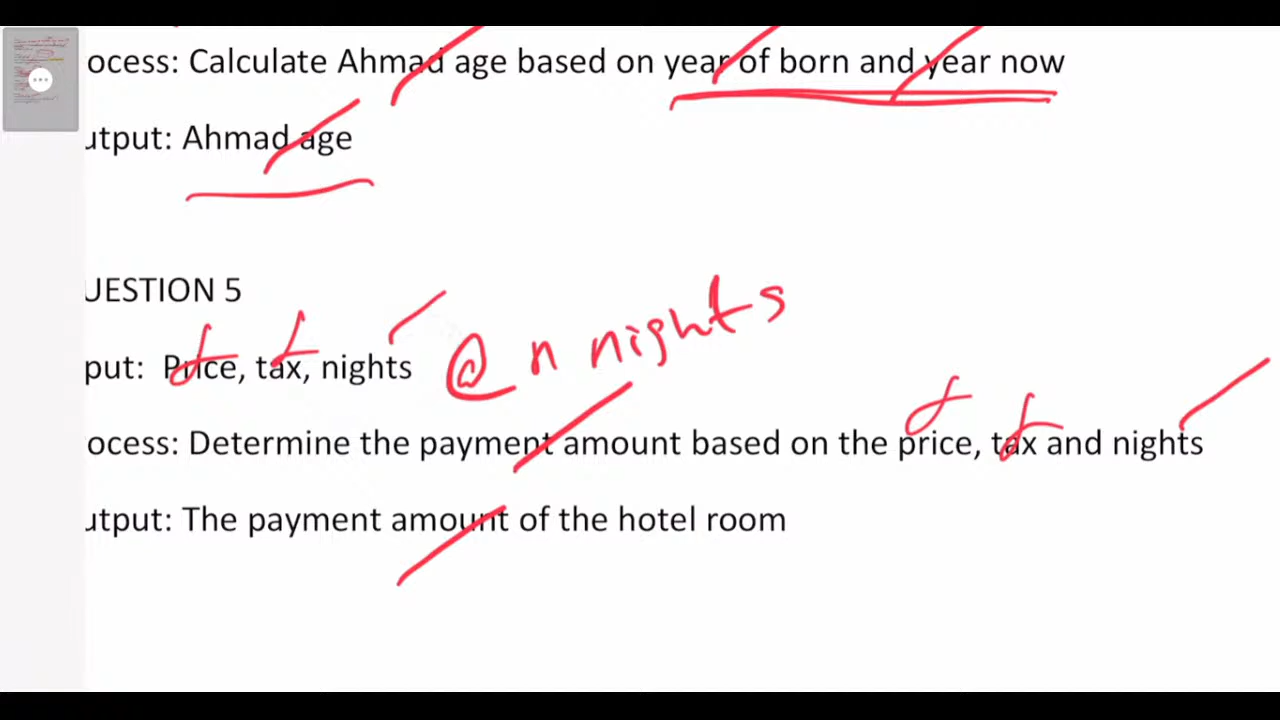 ocess: Calculate Ahmad age based on year of born and year now
utput: Ahmad age
UESTION 5
put: Price, tax, nights @ n nights
ocess: Determine the payment amount based on the price, tax and nights
utput: The payment amount of the hotel room